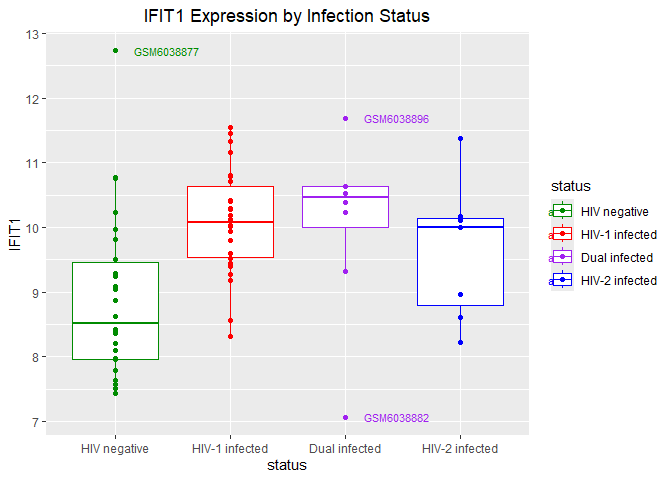 IFIT1 Expression by Infection Status
13
12
11
10
9
8
7
IFIT1
GSM6038877
GSM6038896
GSM6038882
HIV negative
HIV-1 infected
Dual infected
HIV-2 infected
status
status
a HIV negative
a HIV-1 infected
a Dual infected
a HIV-2 infected